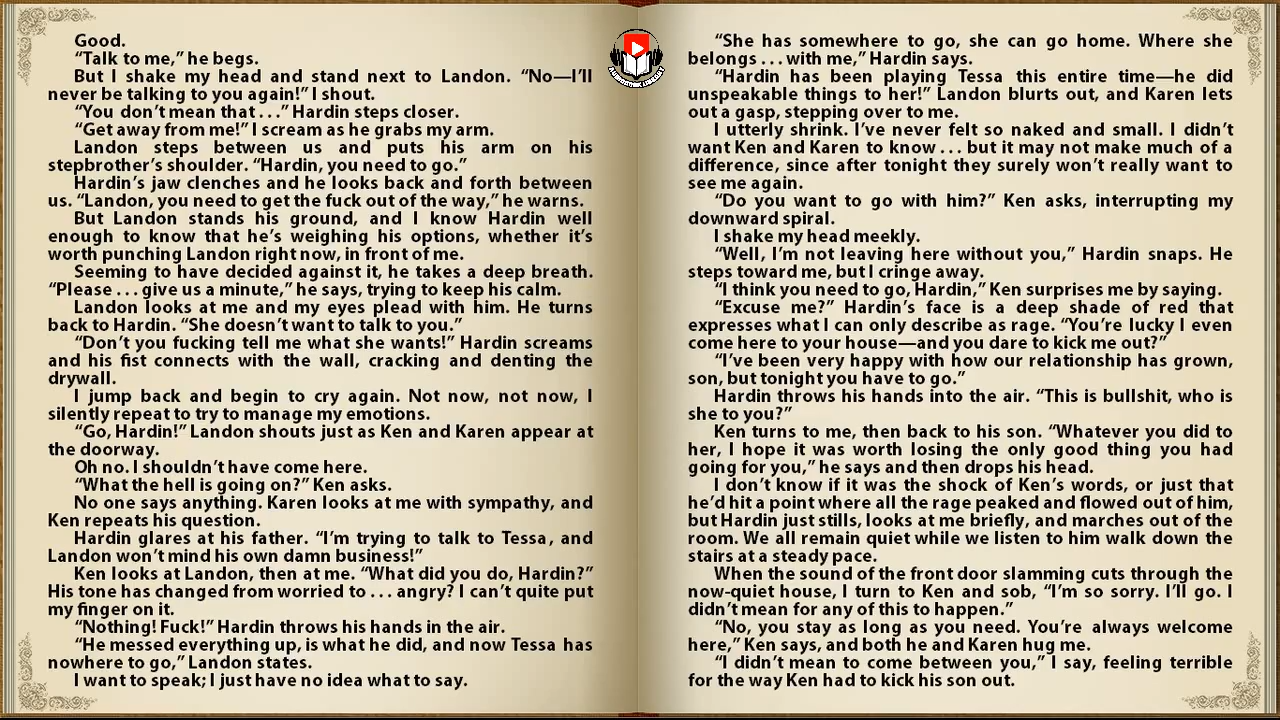 Good.
“Talk to me,” he begs.
But I shake my head and stand next to Landon. “No—I’ll
never be talking to you again!” I shout.
“You don’t mean that . . .” Hardin steps closer.
“Get away from me!” I scream as he grabs my arm.
Landon steps between us and puts his arm on his
stepbrother’s shoulder. “Hardin, you need to go.”
Hardin’s jaw clenches and he looks back and forth between
us. “Landon, you need to get the fuck out of the way,” he warns.
But Landon stands his ground, and I know Hardin well
enough to know that he’s weighing his options, whether it’s
worth punching Landon right now, in front of me.
Seeming to have decided against it, he takes a deep breath.
“Please . . . give us a minute,” he says, trying to keep his calm.
Landon looks at me and my eyes plead with him. He turns
back to Hardin. “She doesn’t want to talk to you.”
“Don’t you fucking tell me what she wants!” Hardin screams
and his fist connects with the wall, cracking and denting the
drywall.
I jump back and begin to cry again. Not now, not now, I
silently repeat to try to manage my emotions.
“Go, Hardin!” Landon shouts just as Ken and Karen appear at
the doorway.
Oh no. I shouldn’t have come here.
“What the hell is going on?” Ken asks.
No one says anything. Karen looks at me with sympathy, and
Ken repeats his question.
Hardin glares at his father. “I’m trying to talk to Tessa, and
Landon won’t mind his own damn business!”
Ken looks at Landon, then at me. “What did you do, Hardin?”
His tone has changed from worried to . . . angry? I can’t quite put
my finger on it.
“Nothing! Fuck!” Hardin throws his hands in the air.
“He messed everything up, is what he did, and now Tessa has
nowhere to go,” Landon states.
I want to speak; I just have no idea what to say.
“She has somewhere to go, she can go home. Where she
belongs . . . with me,” Hardin says.
“Hardin has been playing Tessa this entire time—he did
unspeakable things to her!” Landon blurts out, and Karen lets
out a gasp, stepping over to me.
I utterly shrink. I’ve never felt so naked and small. I didn’t
want Ken and Karen to know . . . but it may not make much of a
difference, since after tonight they surely won’t really want to
see me again.
“Do you want to go with him?” Ken asks, interrupting my
downward spiral.
I shake my head meekly.
“Well, I’m not leaving here without you,” Hardin snaps. He
steps toward me, but I cringe away.
“I think you need to go, Hardin,” Ken surprises me by saying.
“Excuse me?” Hardin’s face is a deep shade of red that
expresses what I can only describe as rage. “You’re lucky I even
come here to your house—and you dare to kick me out?”
“I’ve been very happy with how our relationship has grown,
son, but tonight you have to go.”
Hardin throws his hands into the air. “This is bullshit, who is
she to you?”
Ken turns to me, then back to his son. “Whatever you did to
her, I hope it was worth losing the only good thing you had
going for you,” he says and then drops his head.
I don’t know if it was the shock of Ken’s words, or just that
he’d hit a point where all the rage peaked and flowed out of him,
but Hardin just stills, looks at me briefly, and marches out of the
room. We all remain quiet while we listen to him walk down the
stairs at a steady pace.
When the sound of the front door slamming cuts through the
now-quiet house, I turn to Ken and sob, “I’m so sorry. I’ll go. I
didn’t mean for any of this to happen.”
“No, you stay as long as you need. You’re always welcome
here,” Ken says, and both he and Karen hug me.
“I didn’t mean to come between you,” I say, feeling terrible
for the way Ken had to kick his son out.